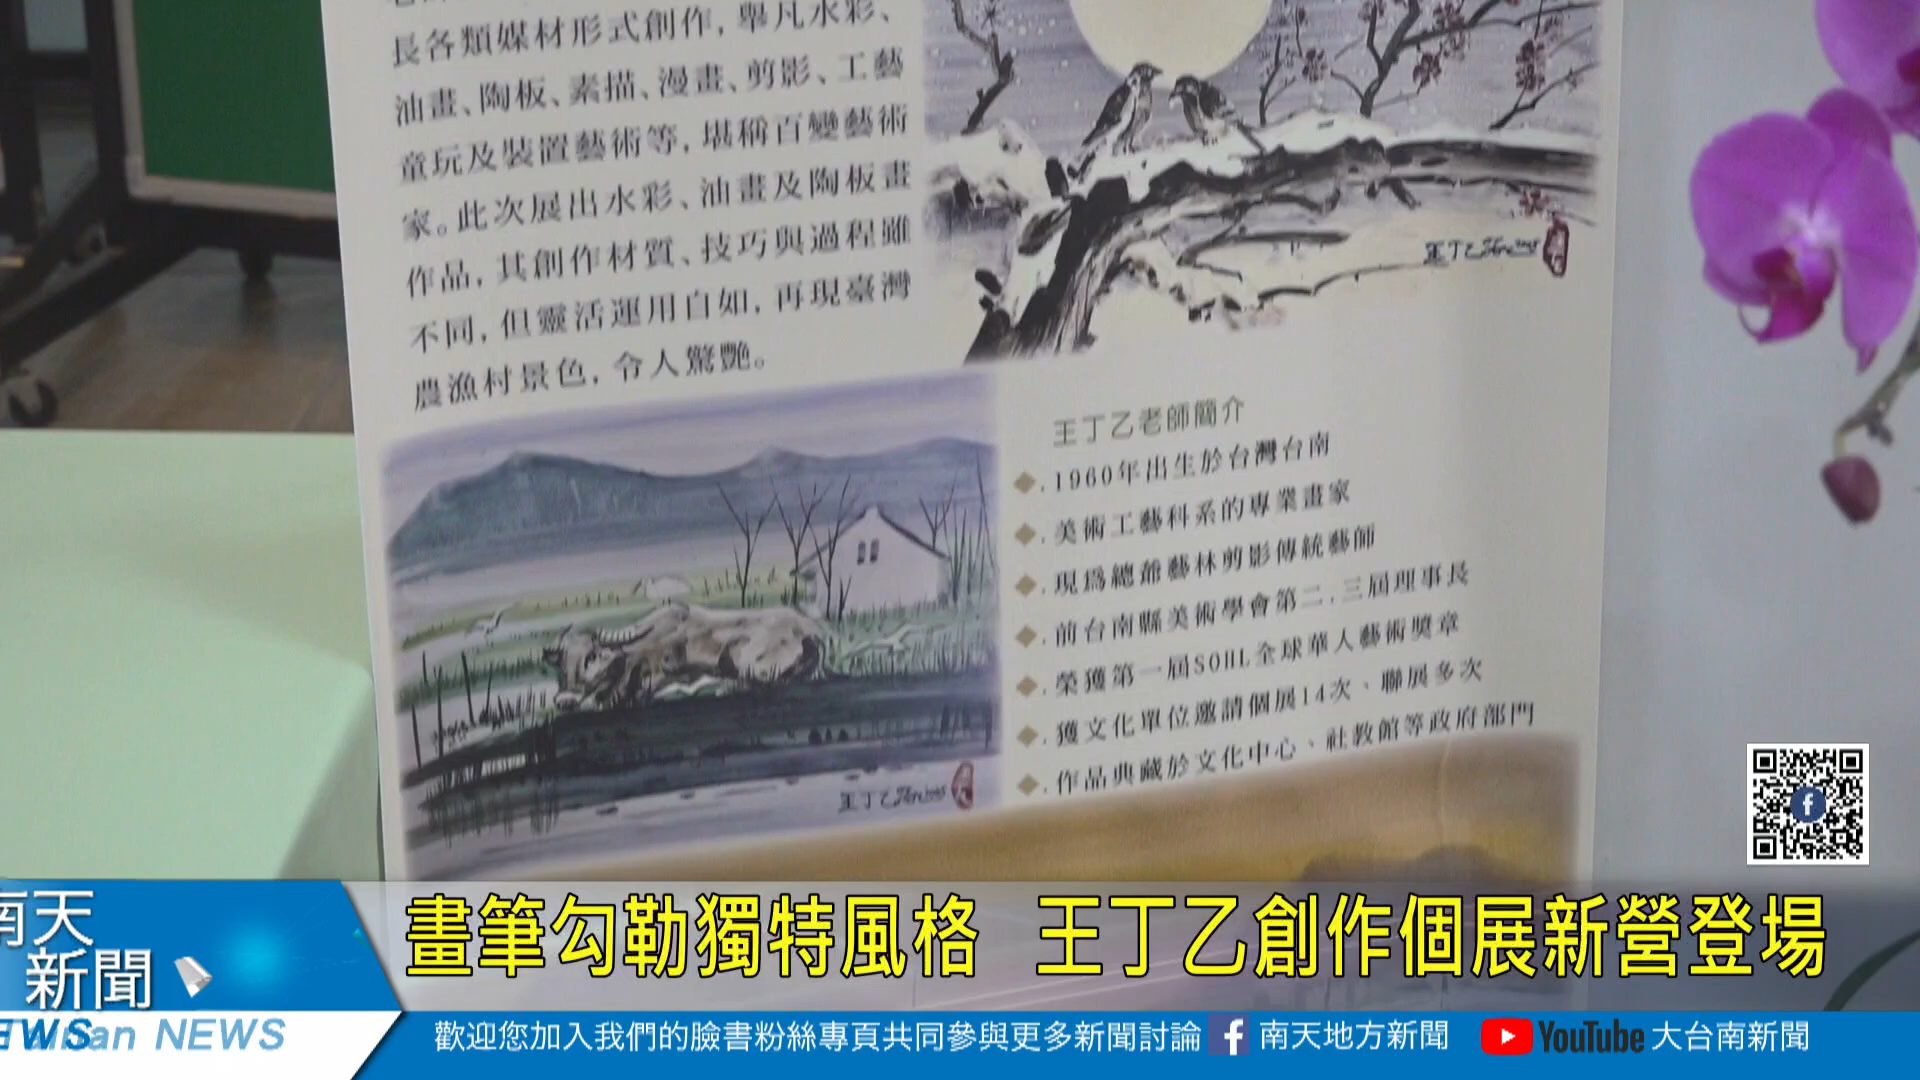 長各類媒材形式創作，舉凡水彩、
油畫、陶板、素描、漫畫、剪影、工藝
童玩及裝置藝術等，堪稱百變藝術
家。此次展出水彩、油畫及陶板畫
作品，其創作材質、技巧與過程雖
不同，但靈活運用自如，再現臺灣
農漁村景色，令人驚艷。
王丁乙
王丁乙老師簡介
◆．1960年出生於台灣台南
◆．美術工藝科系的專業畫家
◆．現為總爺藝林剪影傳統藝師
◆．前台南縣美術學會第二．三屆理事長
◆．榮獲第一屆SOHL全球華人藝術獎章
◆．獲文化單位邀請個展14次、聯展多次
◆．作品典藏於文化中心、社教館等政府部門
王丁乙
南天
新聞
畫筆勾勒獨特風格 王丁乙創作個展新營登場
NEWS
歡迎您加入我們的臉書粉絲專頁共同參與更多新聞討論 南天地方新聞 YouTube 大台南新聞